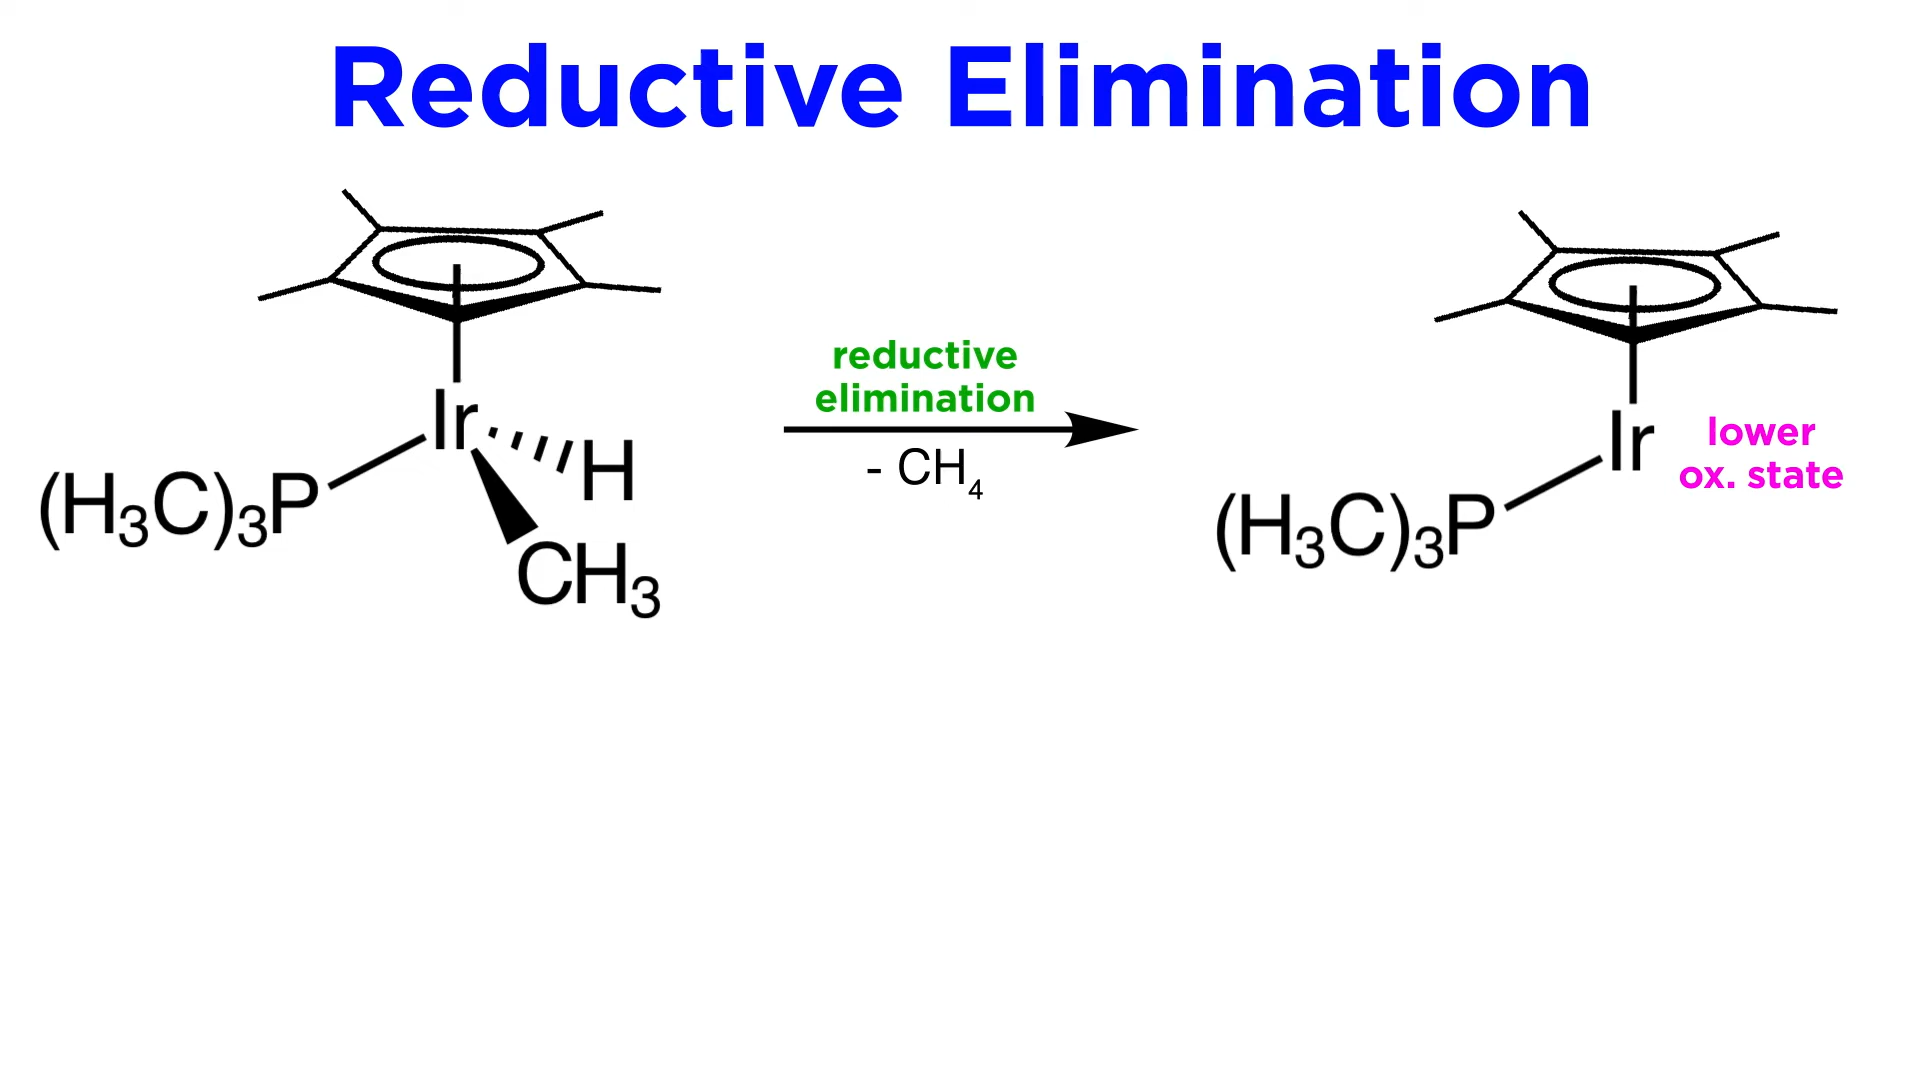 Reductive Elimination
Ir
H
(H₃C)₃P
CH₃
reductive
elimination
- CH₄
Ir
(H₃C)₃P
lower
ox. state